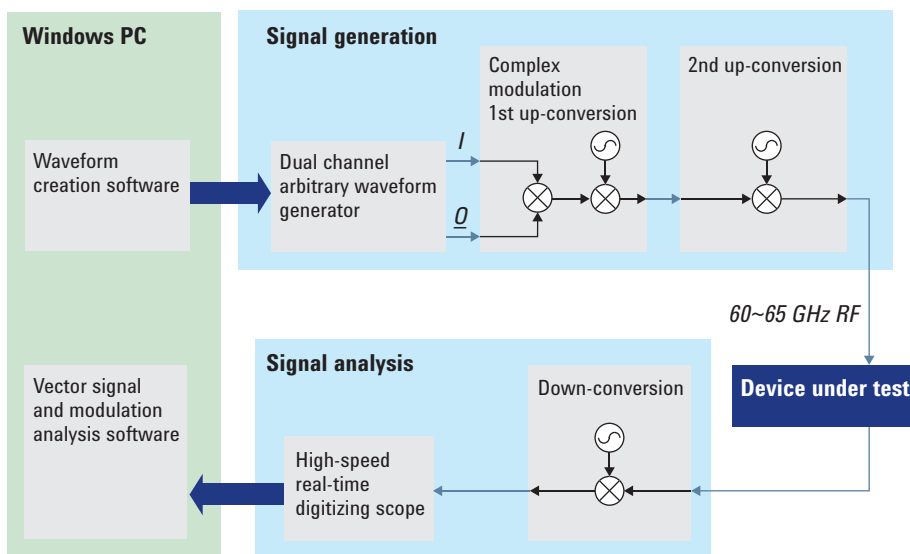 Windows PC
Signal generation
Waveform
creation software
Dual channel
arbitrary waveform
generator
I
Q
Complex
modulation
1st up-conversion
2nd up-conversion
60~65 GHz RF
Device under test
Signal analysis
Down-conversion
High-speed
real-time
digitizing scope
Vector signal
and modulation
analysis software